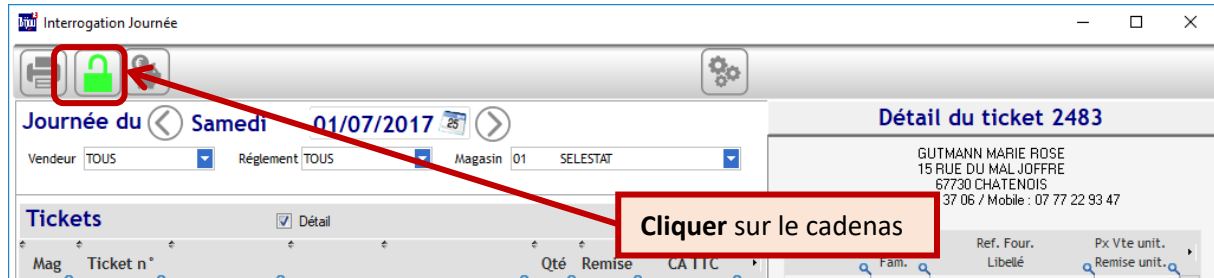 Interrogation Journée
Journée du Samedi 01/07/2017 25
Vendeur TOUS Réglement TOUS Magasin 01 SELESTAT
Tickets Détail
Mag Ticket n° Qté Remise CA TTC
Cliquer sur le cadenas
Détail du ticket 2483
GUTMANN MARIE ROSE
15 RUE DU MAL JOFFRE
67730 CHATENOIS
37 06 / Mobile : 07 77 22 93 47
Ref. Four. Px Vte unit.
Fam. Libellé Remise unit.